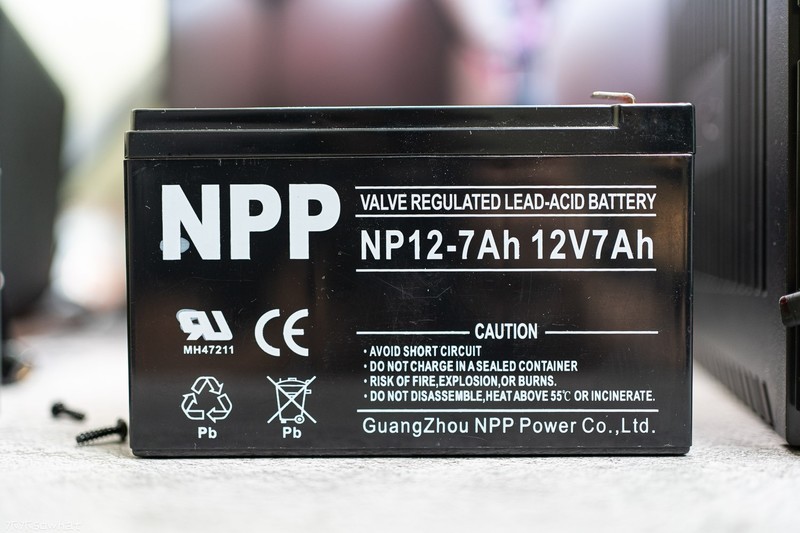 NPP
VALVE REGULATED LEAD-ACID BATTERY
NP12-7Ah 12V7Ah
MH47211
CE
CAUTION
· AVOID SHORT CIRCUIT
· DO NOT CHARGE IN A SEALED CONTAINER
· RISK OF FIRE,EXPLOSION,OR BURNS.
· DO NOT DISASSEMBLE,HEAT ABOVE 55℃ OR INCINERATE.
Pb
Pb
GuangZhou NPP Power Co.,Ltd.